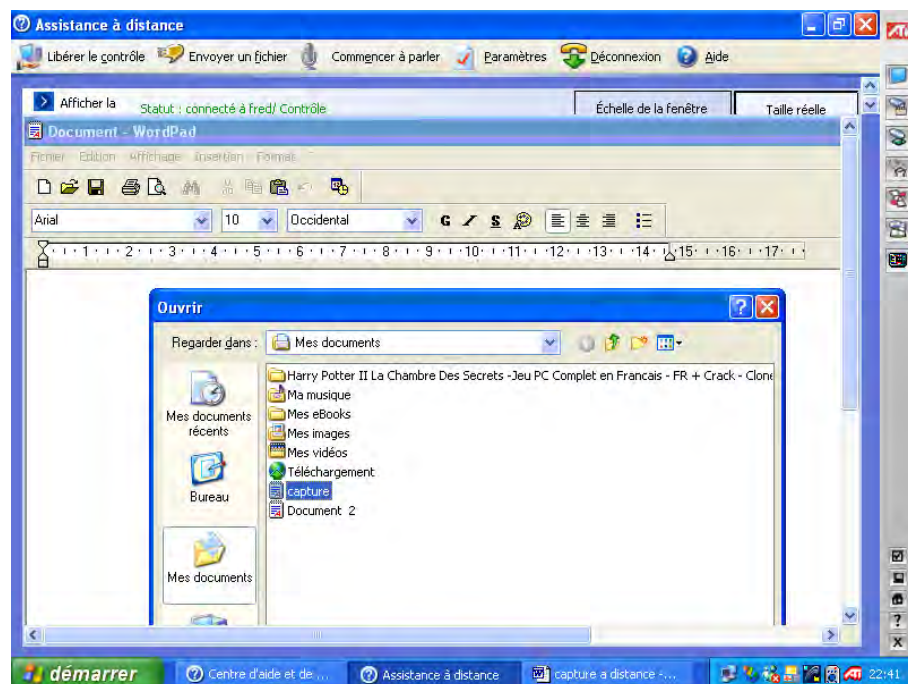 Assistance à distance
Libérer le contrôle Envoyer un fichier Commencer à parler Paramètres Déconnexion Aide
Afficher la Statut : connecté à fred/ Contrôle Échelle de la fenêtre Taille réelle
Document - WordPad
Fichier Edition Affichage Insertion Format ?
Arial 10 Occidental G I S
1 2 3 4 5 6 7 8 9 10 11 12 13 14 15 16 17
Ouvrir
Regarder dans : Mes documents
Harry Potter II La Chambre Des Secrets -Jeu PC Complet en Francais - FR + Crack - Clone
Ma musique
Mes documents récents
Mes eBooks
Mes images
Mes vidéos
Téléchargement
Bureau
capture
Document 2
Mes documents
démarrer Centre d'aide et de ... Assistance à distance capture a distance -... ATI 22:41